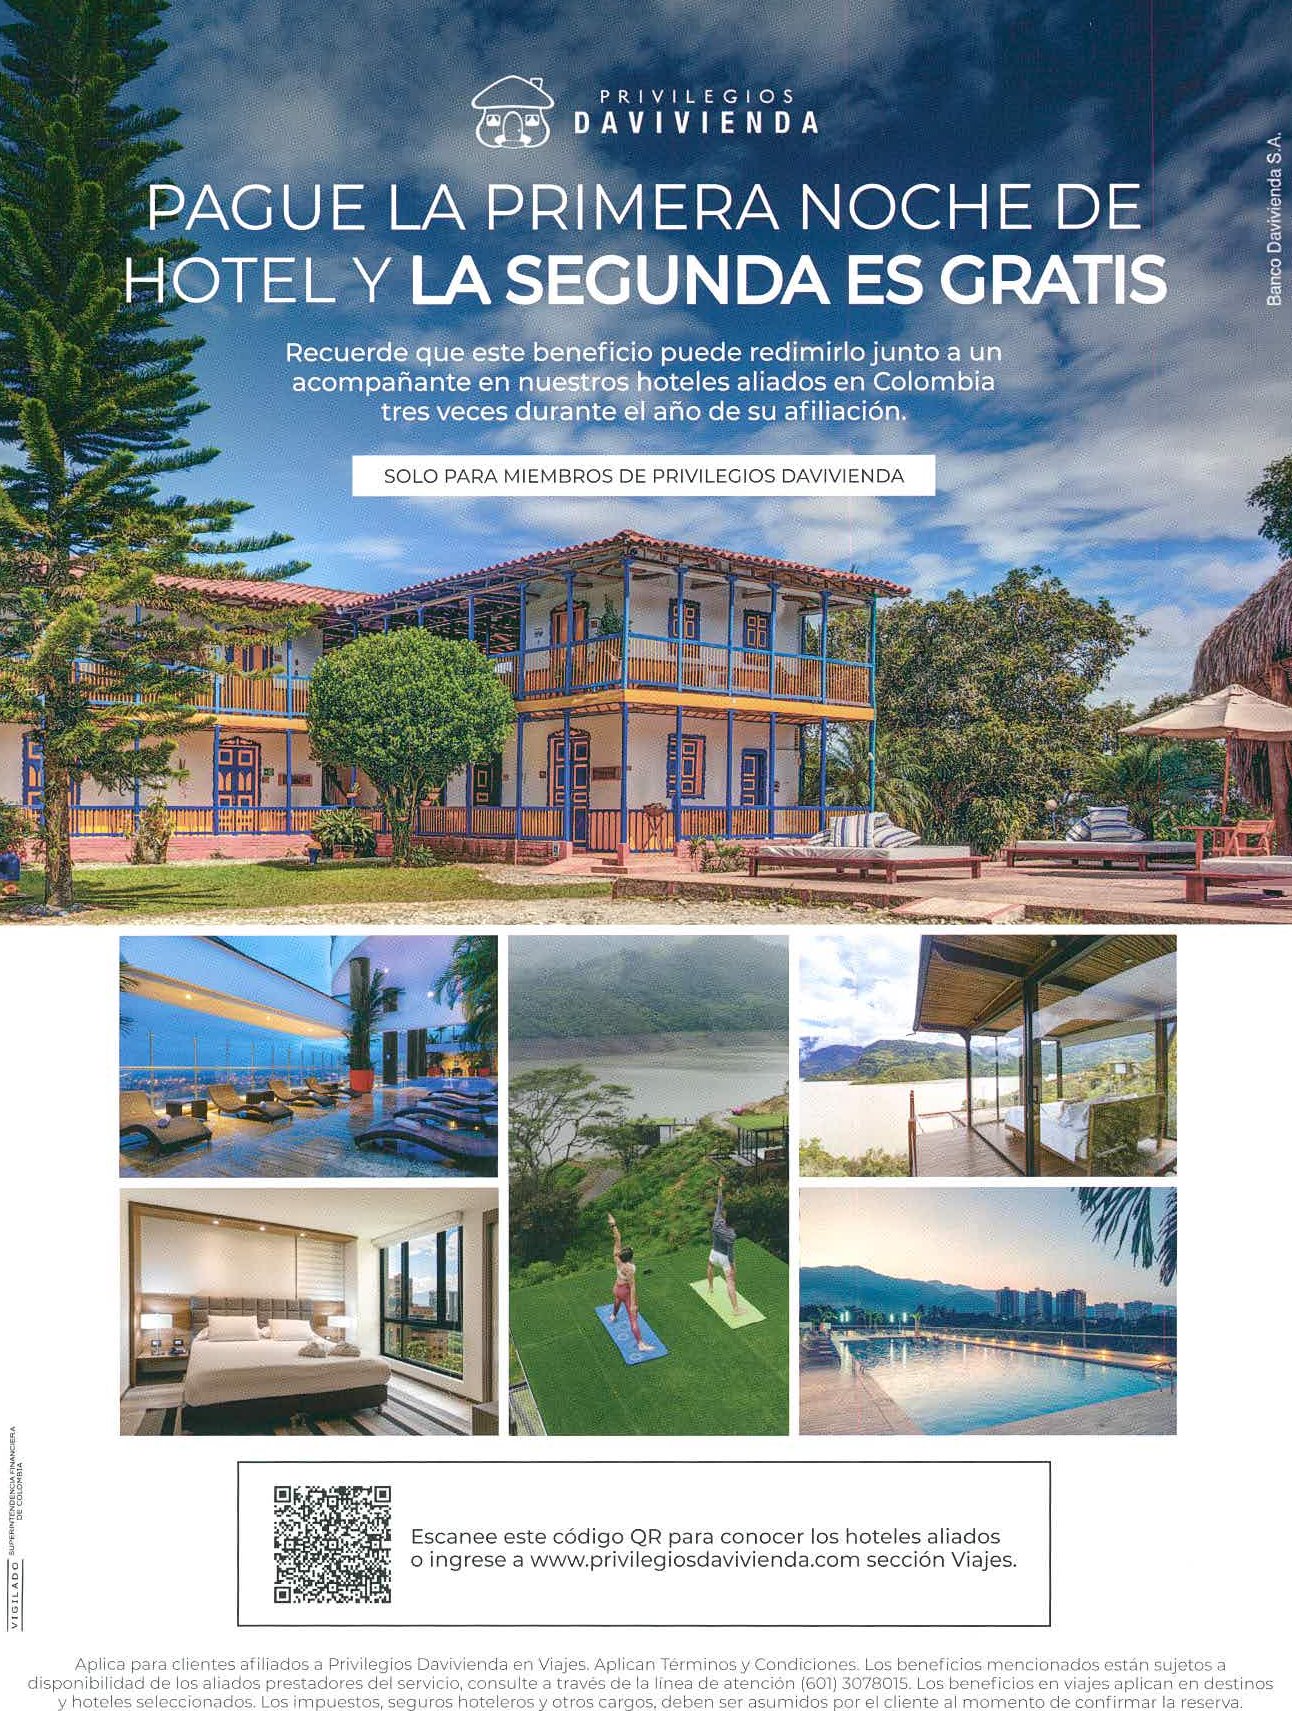 PRIVILEGIOS
DAVIVIENDA
Banco Davivienda S.A.
PAGUE LA PRIMERA NOCHE DE
HOTEL Y LA SEGUNDA ES GRATIS
Recuerde que este beneficio puede redimirlo junto a un
acompañante en nuestros hoteles aliados en Colombia
tres veces durante el año de su afiliación.
SOLO PARA MIEMBROS DE PRIVILEGIOS DAVIVIENDA
Escanee este código QR para conocer los hoteles aliados
o ingrese a www.privilegiosdavivienda.com sección Viajes.
VIGILADO
SUPERINTENDENCIA FINANCIERA
DE COLOMBIA
Aplica para clientes afiliados a Privilegios Davivienda en Viajes. Aplican Términos y Condiciones. Los beneficios mencionados están sujetos a
disponibilidad de los aliados prestadores del servicio, consulte a través de la línea de atención (601) 3078015. Los beneficios en viajes aplican en destinos
y hoteles seleccionados. Los impuestos, seguros hoteleros y otros cargos, deben ser asumidos por el cliente al momento de confirmar la reserva.